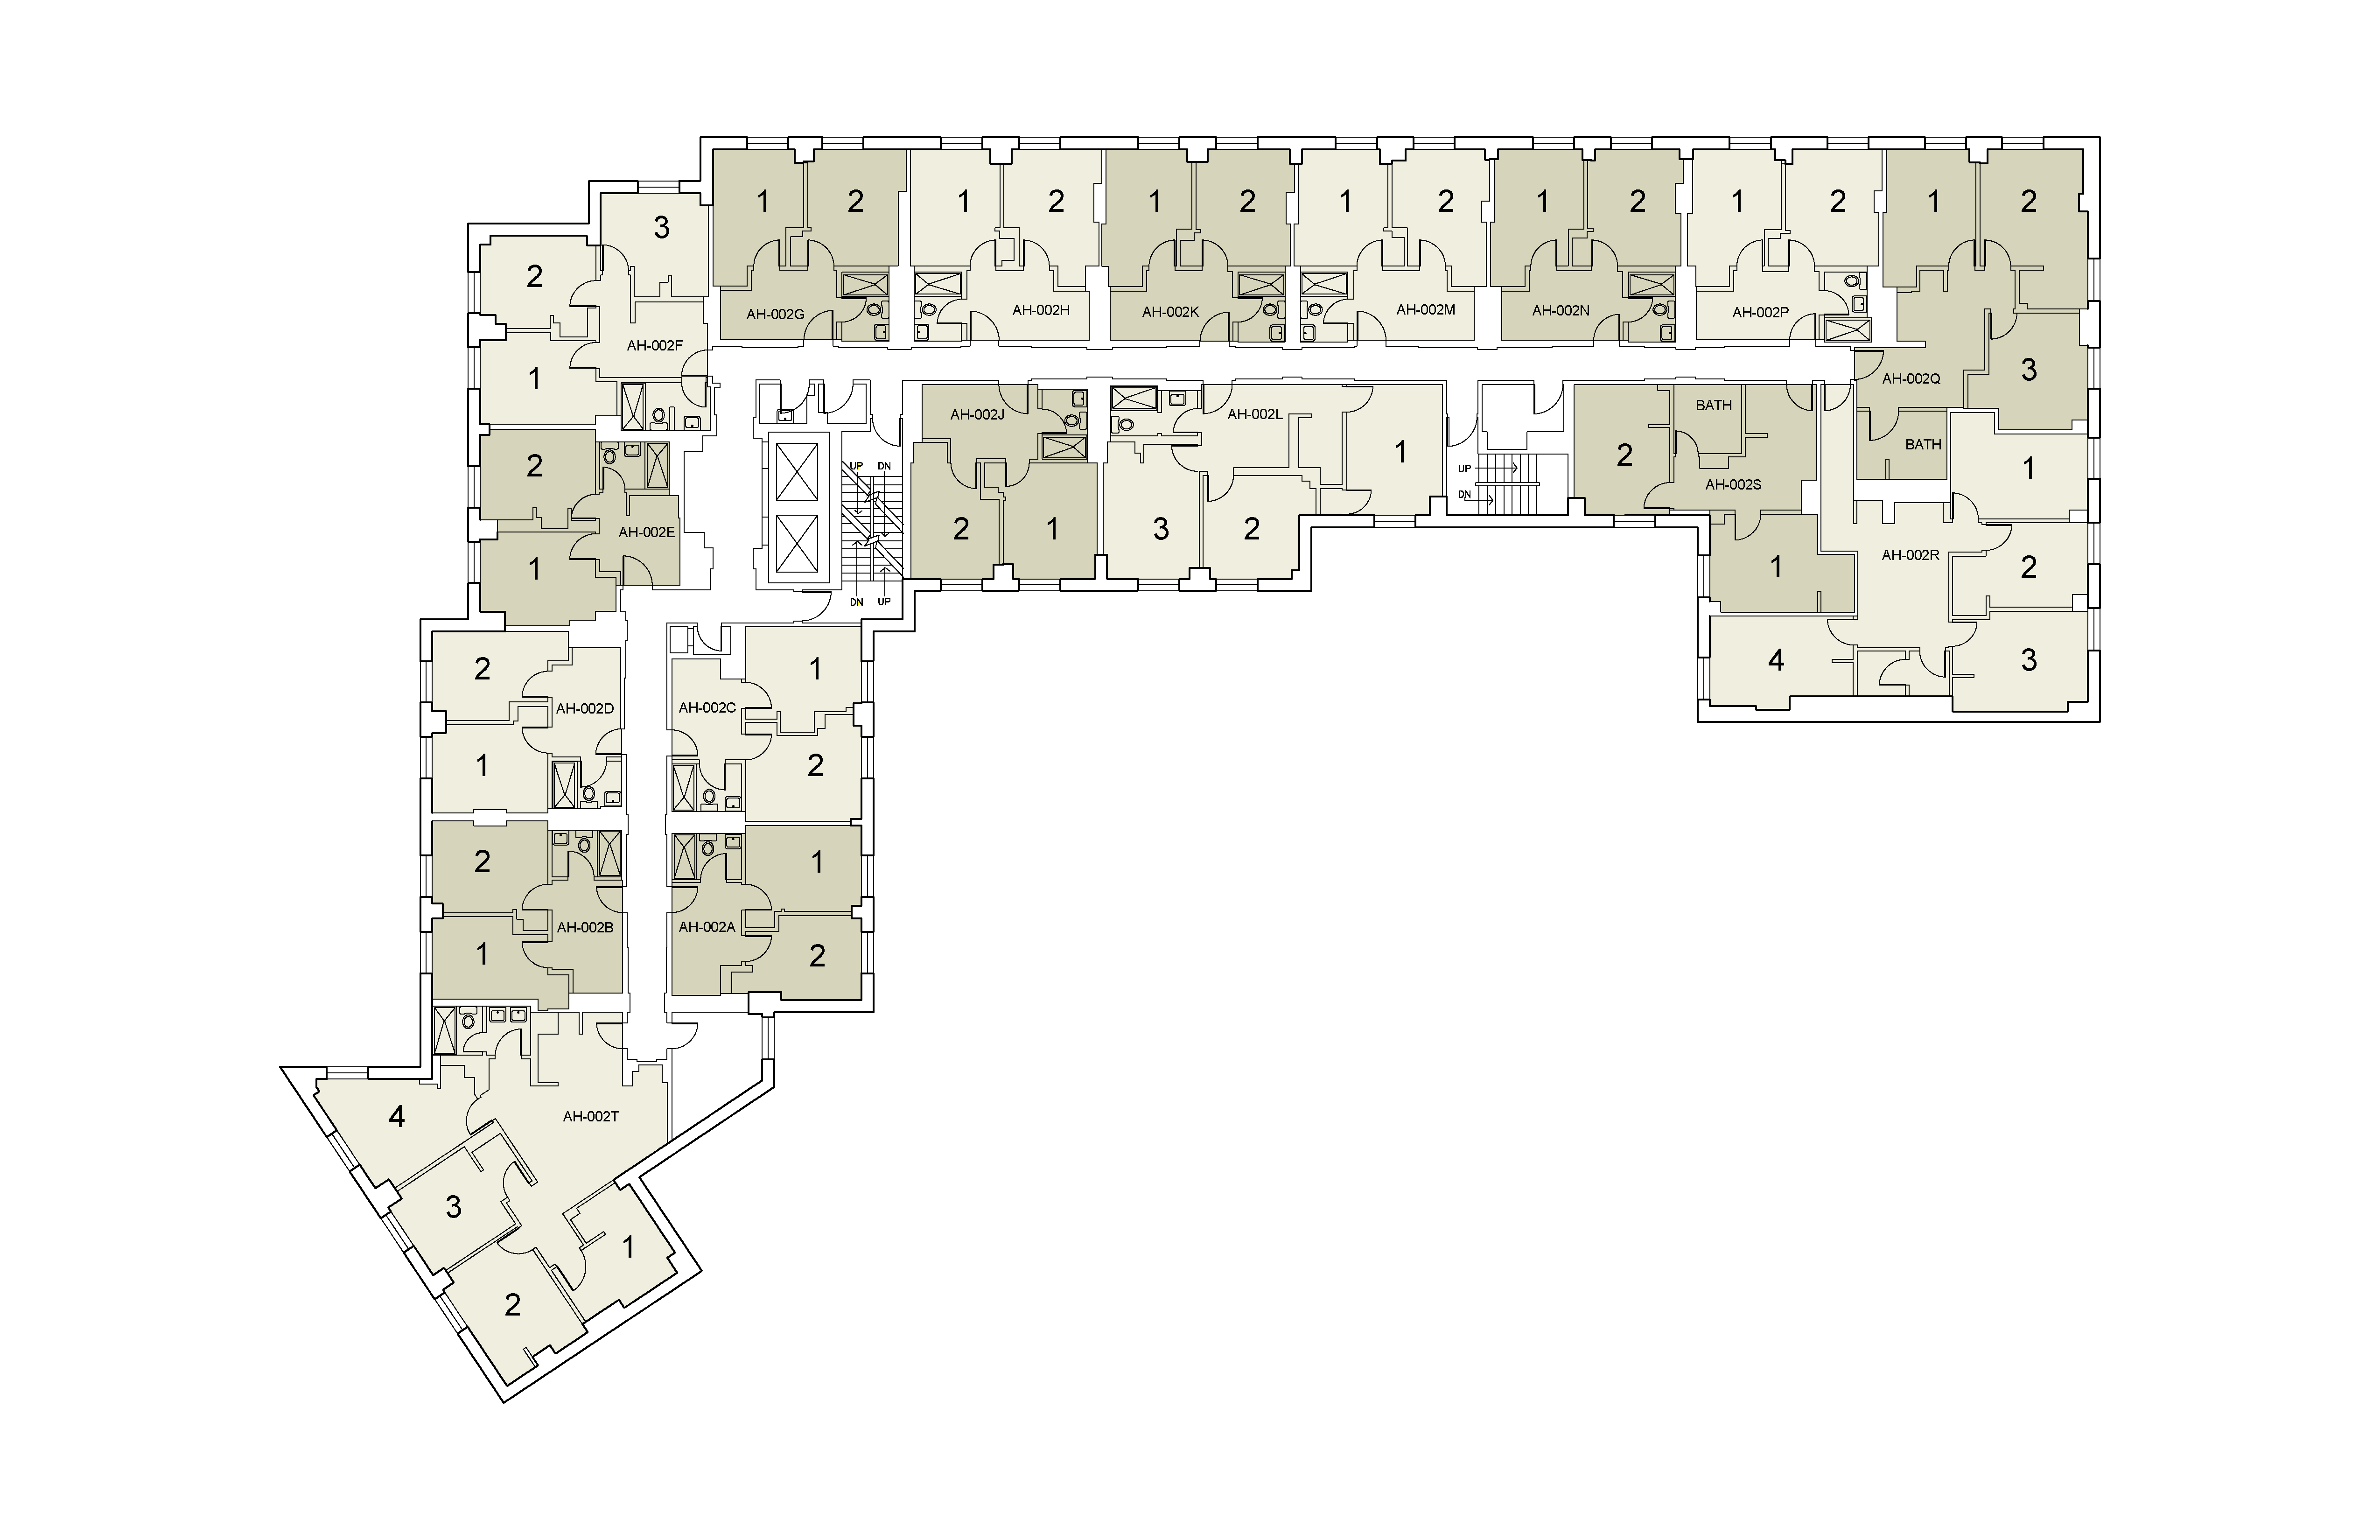 1 2 1 2 1 2 1 2 1 2 1 2 1 2
3
2
AH-002G AH-002H AH-002K AH-002M AH-002N AH-002P
AH-002F
1
AH-002Q
3
AH-002J AH-002L BATH
BATH
2
UP DN
1
2
UP
1
DN
AH-002S
AH-002E
2 1 3 2
AH-002R
1
1
2
DN UP
2
1
4
3
AH-002D AH-002C
1
2
2
1
AH-002B AH-002A
1
2
4
AH-002T
3
1
2